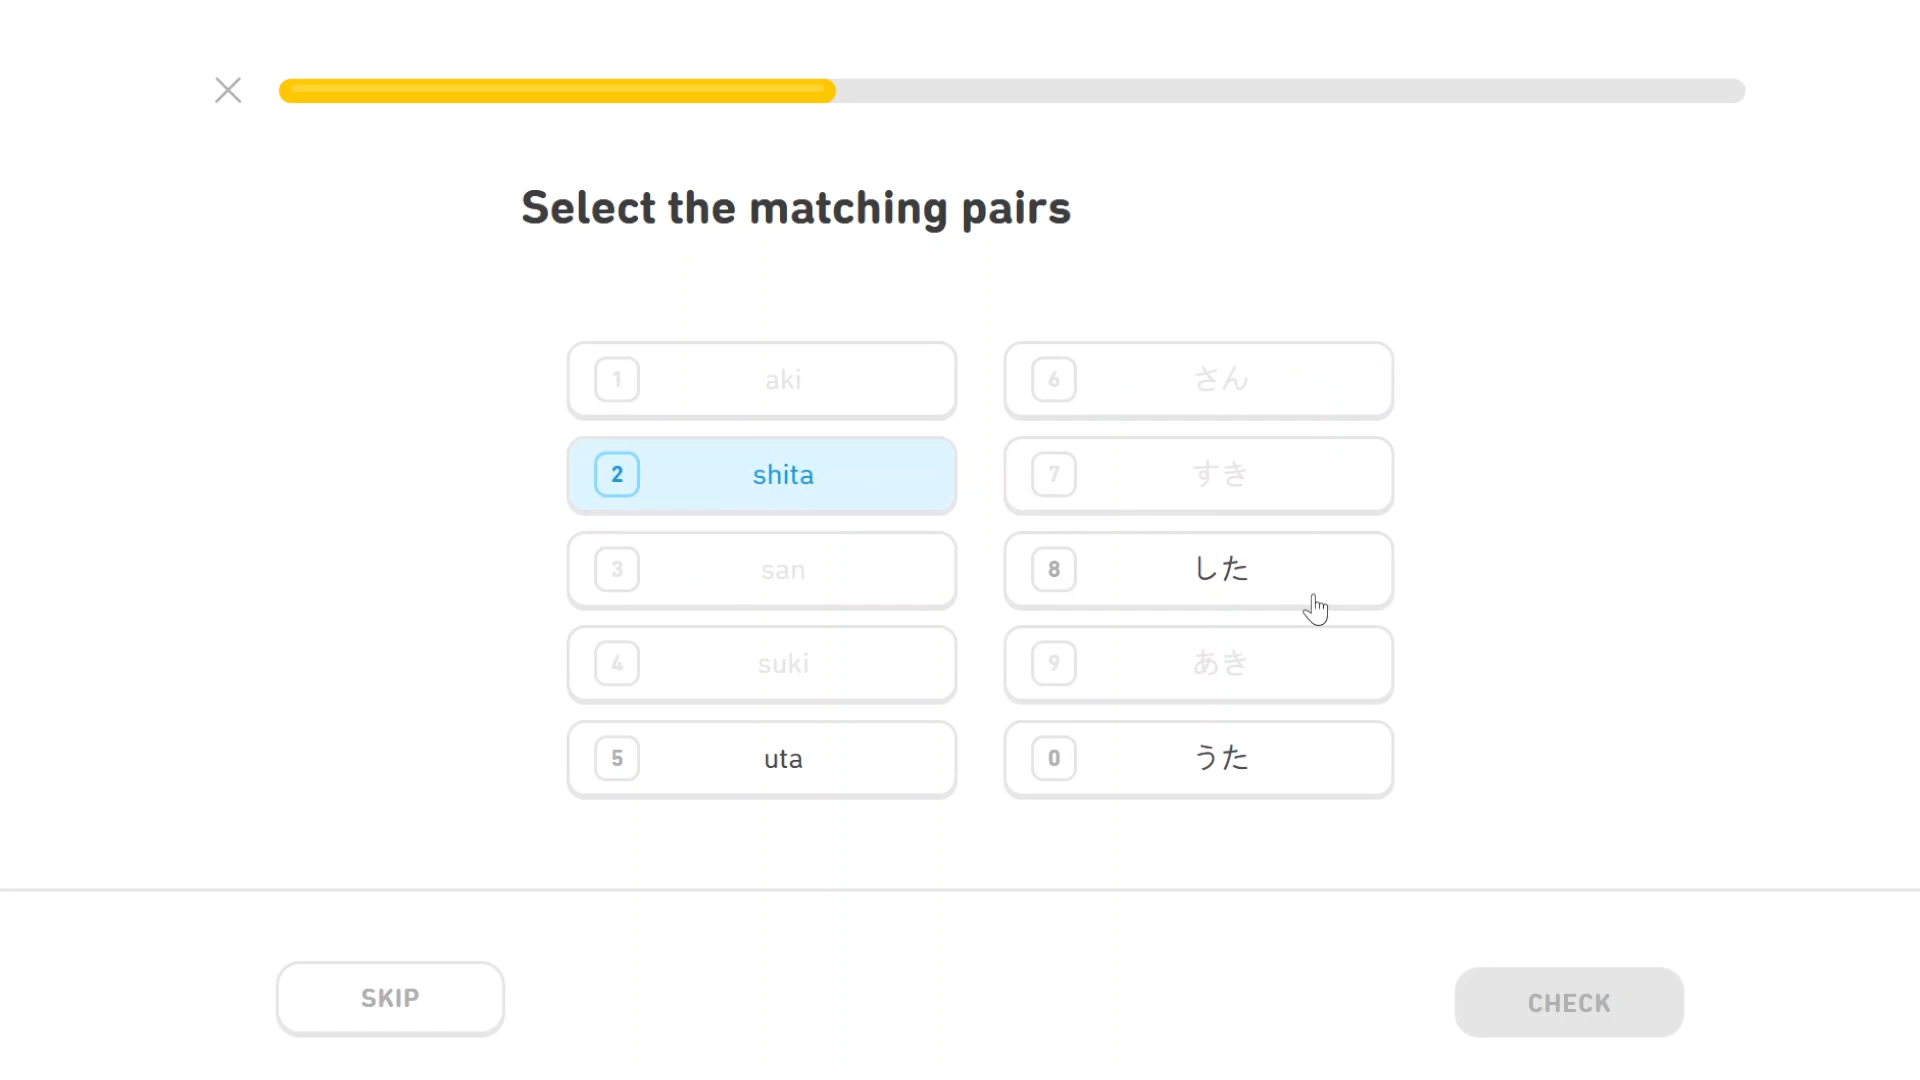 Select the matching pairs
1 aki
6 さん
2 shita
7 すき
3 san
8 した
4 suki
9 あき
5 uta
0 うた
SKIP
CHECK